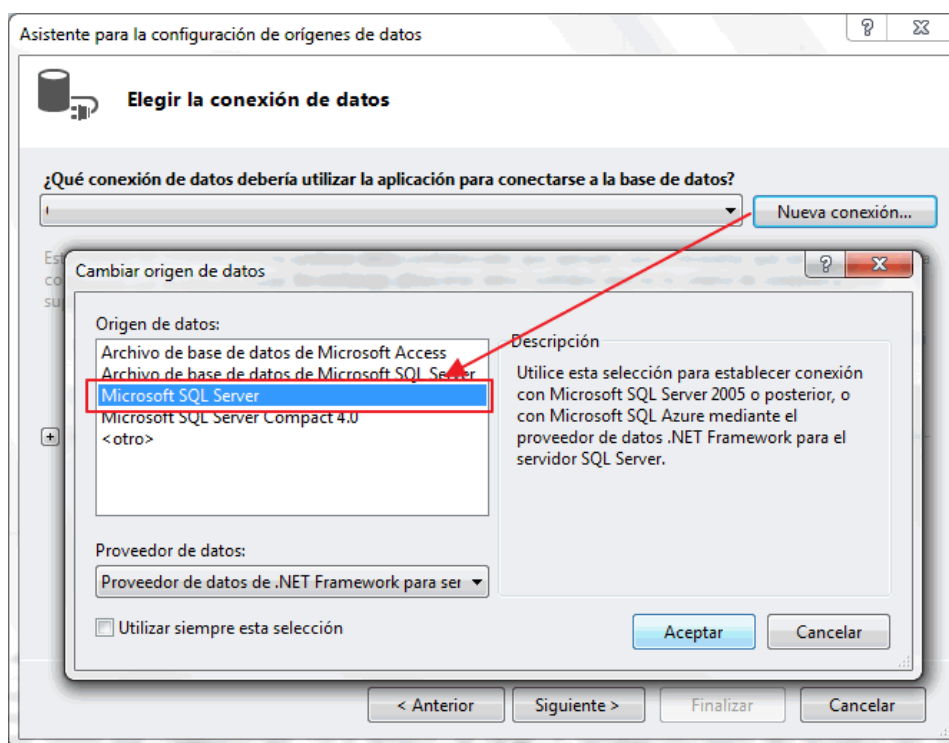 Asistente para la configuración de orígenes de datos
Elegir la conexión de datos
¿Qué conexión de datos debería utilizar la aplicación para conectarse a la base de datos?
Nueva conexión...
Cambiar origen de datos
Origen de datos:
Archivo de base de datos de Microsoft Access
Archivo de base de datos de Microsoft SQL Server
Microsoft SQL Server
Microsoft SQL Server Compact 4.0
<otro>
Descripción
Utilice esta selección para establecer conexión
con Microsoft SQL Server 2005 o posterior, o
con Microsoft SQL Azure mediante el
proveedor de datos .NET Framework para el
servidor SQL Server.
Proveedor de datos:
Proveedor de datos de .NET Framework para ser
Utilizar siempre esta selección
Aceptar
Cancelar
< Anterior
Siguiente >
Finalizar
Cancelar